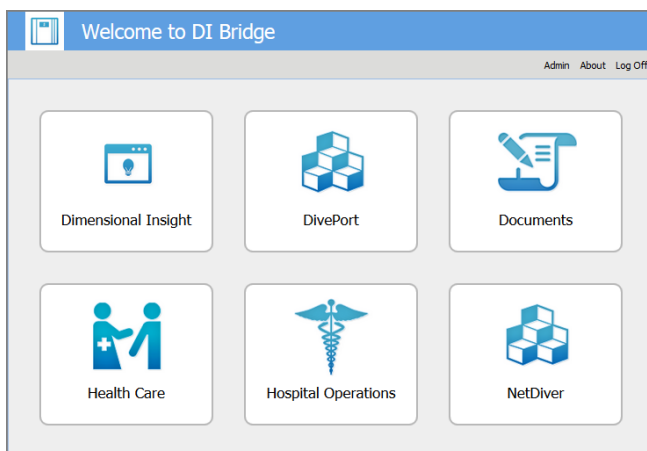 Welcome to DI Bridge
Admin About Log Off
Dimensional Insight DivePort Documents
Health Care Hospital Operations NetDiver